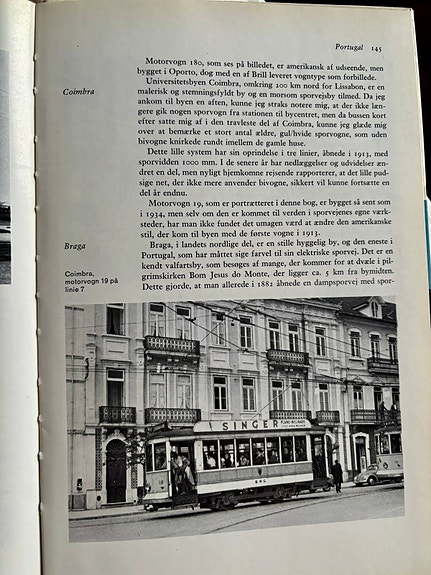 Portugal 145
Motorvogn 180, som ses på billedet, er amerikansk af udseende, men
bygget i Oporto, dog med en af Brill leveret vogntype som forbillede.
Coimbra
Universitetsbyen Coimbra, omkring 200 km nord for Lissabon, er en
malerisk og stemningsfyldt by og en morsom sporvejsby tilmed. Da jeg
ankom til byen en aften, kunne jeg straks notere mig, at der ikke læn-
gere gik nogen sporvogn fra stationen til bycentret, men da bussen kort
efter satte mig af i den travleste del af Coimbra, kunne jeg glæde mig
over at bemærke et stort antal ældre, gul/hvide sporvogne, som uden
bivogne knirkede rundt imellem de gamle huse.
Dette lille system har sin oprindelse i tre linier, åbnede i 1913, med
sporvidden 1000 mm. I de senere år har nedlæggelser og udvidelser æn-
dret en del, men nyligt hjemkomne rejsende rapporterer, at det lille pud-
sige net, der ikke mere anvender bivogne, sikkert vil kunne fortsætte en
del år endnu.
Motorvogn 19, som er portrætteret i denne bog, er bygget så sent som
i 1934, men selv om den er kommet til verden i sporvejenes egne værk-
steder, har man ikke fundet det umagen værd at ændre den amerikanske
stil, der kom til byen med de første vogne i 1913.
Braga
Braga, i landets nordlige del, er en stille hyggelig by, og den eneste i
Portugal, som har måttet sige farvel til sin elektriske sporvej. Det er en
kendt valfartsby, som besøges af mange, der kommer for at dvæle i pil-
grimskirken Bom Jesus do Monte, der ligger ca. 5 km fra bymidten.
Dette gjorde, at man allerede i 1882 åbnede en dampsporvej med spor-
Coimbra,
motorvogn 19 på
linie 7
SINGER